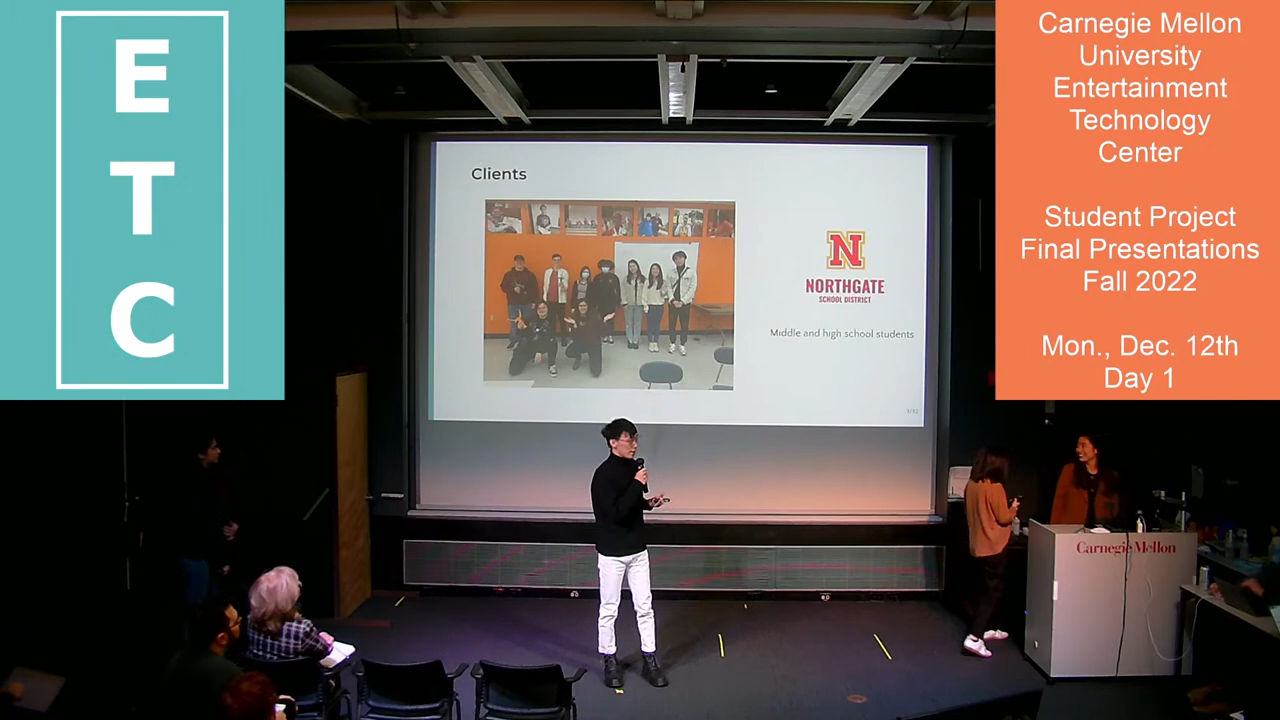 E
T
C
Carnegie Mellon
University
Entertainment
Technology
Center
Student Project
Final Presentations
Fall 2022
Mon., Dec. 12th
Day 1
Clients
N
NORTHGATE
SCHOOL DISTRICT
Middle and high school students
Carnegie Mellon